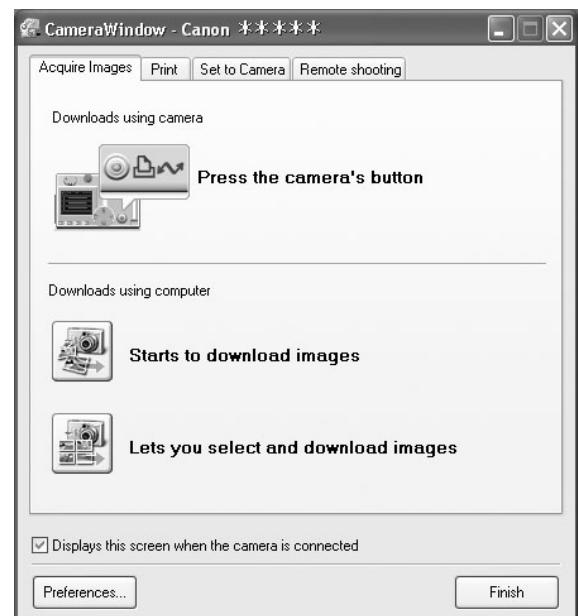 CameraWindow - Canon *****
Acquire Images Print Set to Camera Remote shooting
Downloads using camera
Press the camera's button
Downloads using computer
Starts to download images
Lets you select and download images
Displays this screen when the camera is connected
Preferences... Finish